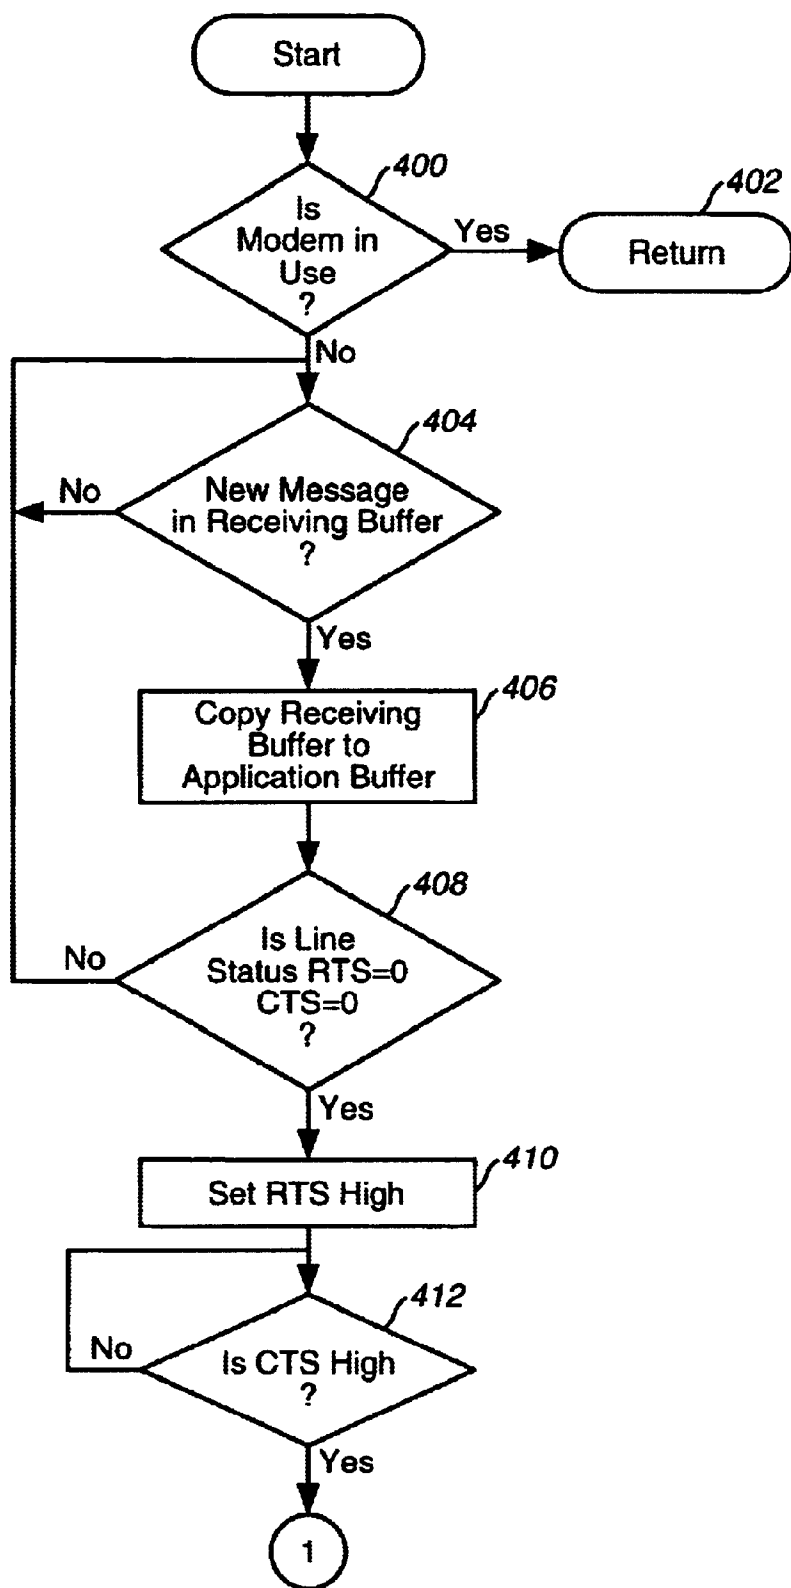 Start
400
Is
Modem in
Use
?
Yes
402
Return
No
404
New Message
in Receiving Buffer
?
No
Yes
406
Copy Receiving
Buffer to
Application Buffer
408
Is Line
Status RTS=0
CTS=0
?
No
Yes
410
Set RTS High
412
Is CTS High
?
No
Yes
1